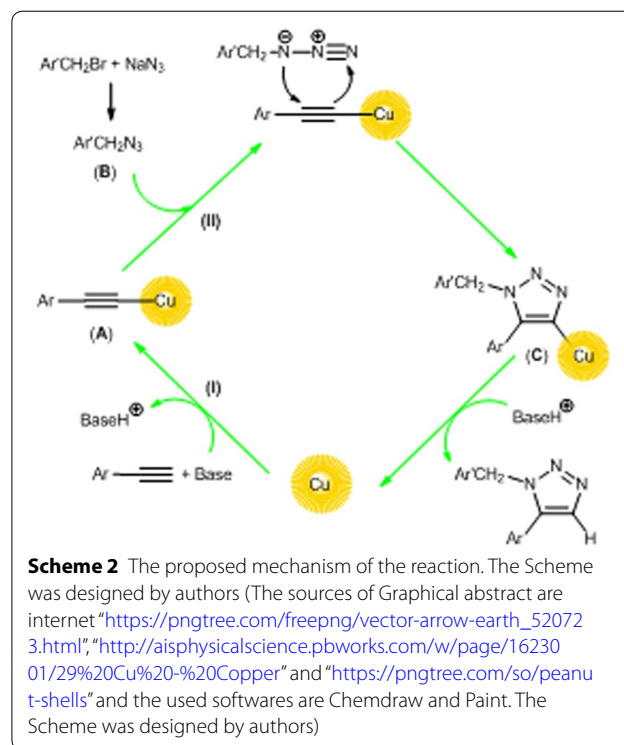 Ar'CH2Br + NaN3
Ar'CH2N3
(B)
Ar'CH2–N–N≡N
⊖ ⊕
Ar Cu
(II)
Ar Cu
(A)
Ar'CH2 N N N
Ar (C) Cu
(I)
BaseH⊕
Ar + Base
Cu
BaseH⊕
Ar'CH2 N N N
Ar H
Scheme 2 The proposed mechanism of the reaction. The Scheme
was designed by authors (The sources of Graphical abstract are
internet “https://pngtree.com/freepng/vector-arrow-earth_52072
3.html”, “http://aisphysicalscience.pbworks.com/w/page/16230
01/29%20Cu%20-%20Copper” and “https://pngtree.com/so/peanu
t-shells” and the used softwares are Chemdraw and Paint. The
Scheme was designed by authors)